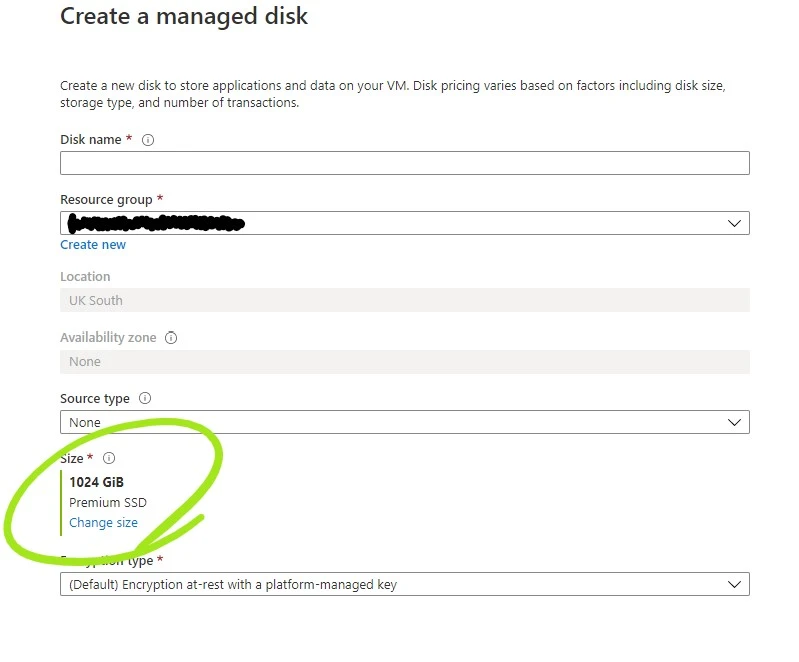 Create a managed disk
Create a new disk to store applications and data on your VM. Disk pricing varies based on factors including disk size,
storage type, and number of transactions.
Disk name *
Resource group *
Create new
Location
UK South
Availability zone
None
Source type
None
Size *
1024 GiB
Premium SSD
Change size
Encryption type *
(Default) Encryption at-rest with a platform-managed key